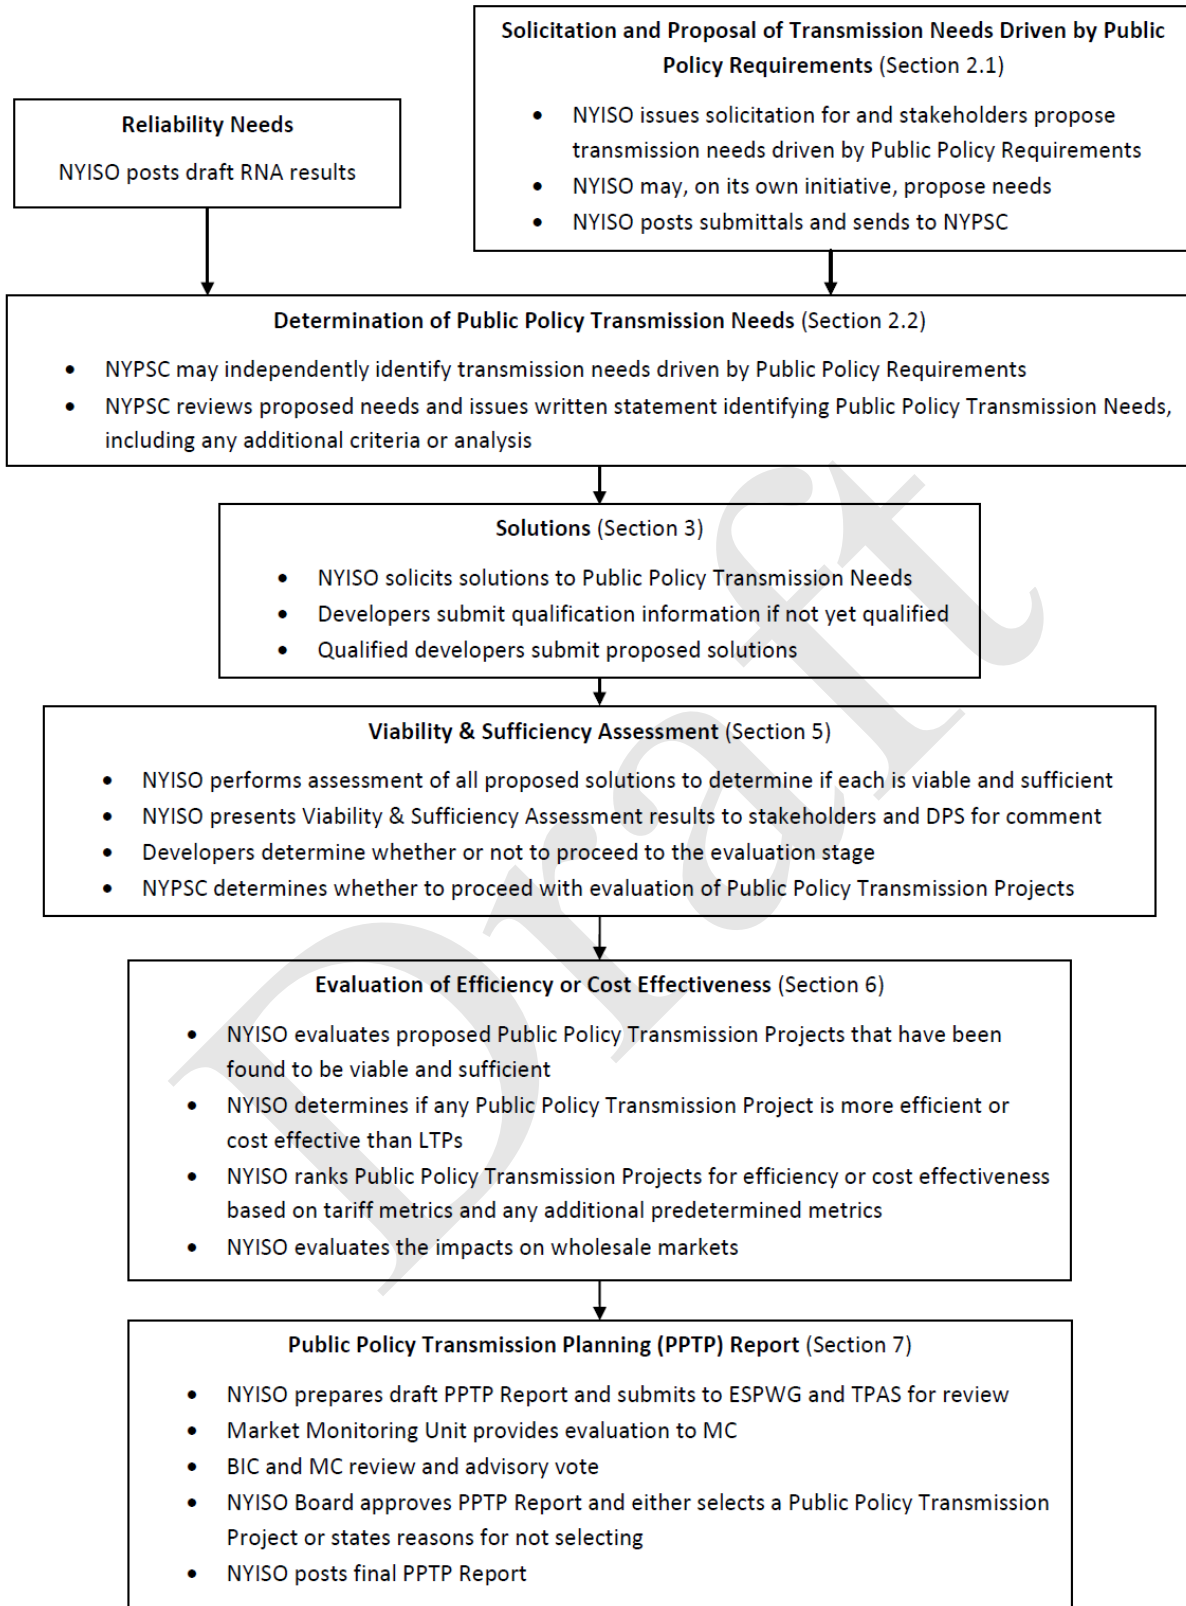 Solicitation and Proposal of Transmission Needs Driven by Public
Policy Requirements (Section 2.1)
• NYISO issues solicitation for and stakeholders propose
transmission needs driven by Public Policy Requirements
• NYISO may, on its own initiative, propose needs
• NYISO posts submittals and sends to NYPSC
Reliability Needs
NYISO posts draft RNA results
Determination of Public Policy Transmission Needs (Section 2.2)
• NYPSC may independently identify transmission needs driven by Public Policy Requirements
• NYPSC reviews proposed needs and issues written statement identifying Public Policy Transmission Needs,
including any additional criteria or analysis
Solutions (Section 3)
• NYISO solicits solutions to Public Policy Transmission Needs
• Developers submit qualification information if not yet qualified
• Qualified developers submit proposed solutions
Viability & Sufficiency Assessment (Section 5)
• NYISO performs assessment of all proposed solutions to determine if each is viable and sufficient
• NYISO presents Viability & Sufficiency Assessment results to stakeholders and DPS for comment
• Developers determine whether or not to proceed to the evaluation stage
• NYPSC determines whether to proceed with evaluation of Public Policy Transmission Projects
Evaluation of Efficiency or Cost Effectiveness (Section 6)
• NYISO evaluates proposed Public Policy Transmission Projects that have been
found to be viable and sufficient
• NYISO determines if any Public Policy Transmission Project is more efficient or
cost effective than LTPs
• NYISO ranks Public Policy Transmission Projects for efficiency or cost effectiveness
based on tariff metrics and any additional predetermined metrics
• NYISO evaluates the impacts on wholesale markets
Public Policy Transmission Planning (PPTP) Report (Section 7)
• NYISO prepares draft PPTP Report and submits to ESPWG and TPAS for review
• Market Monitoring Unit provides evaluation to MC
• BIC and MC review and advisory vote
• NYISO Board approves PPTP Report and either selects a Public Policy Transmission
Project or states reasons for not selecting
• NYISO posts final PPTP Report
Draft